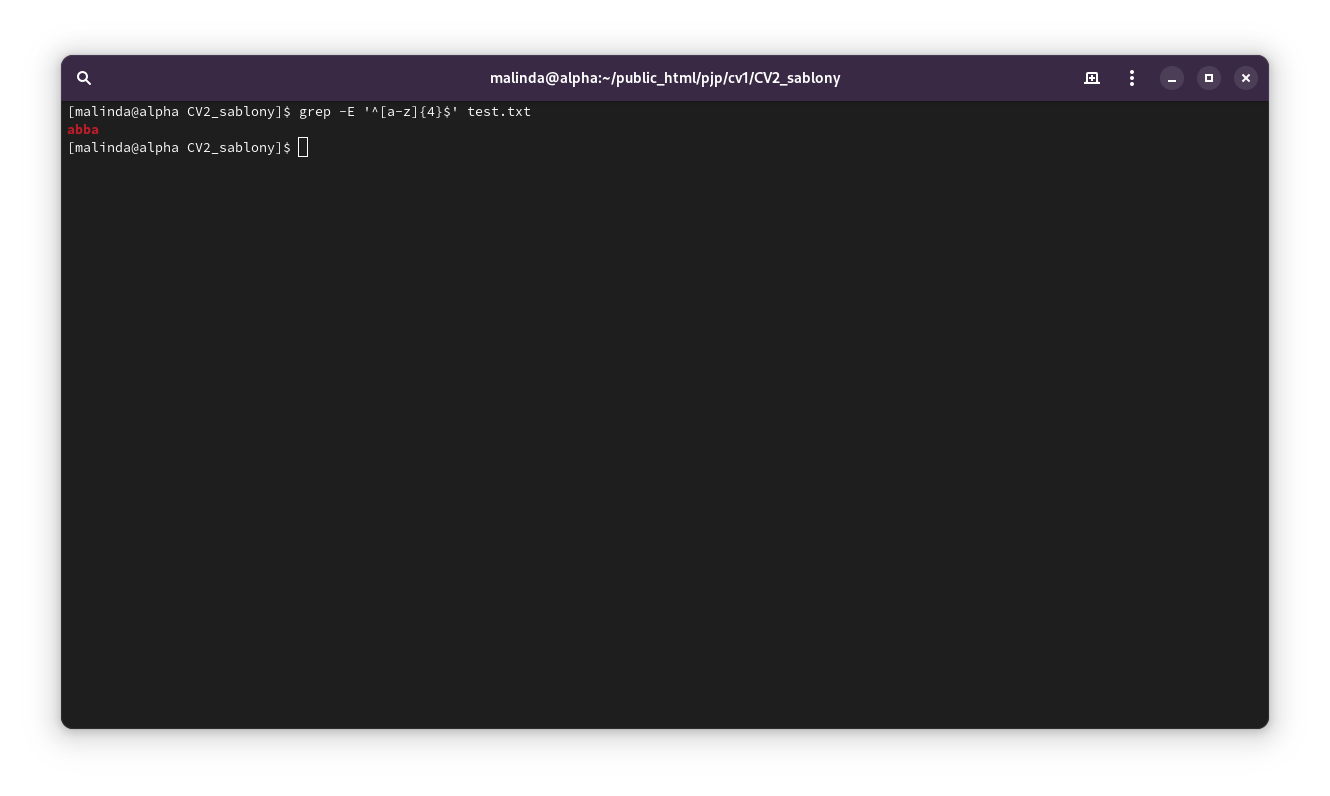 malinda@alpha:~/public_html/pjp/cv1/CV2_sablony
[malinda@alpha CV2_sablony]$ grep -E '^[a-z]{4}$' test.txt
abba
[malinda@alpha CV2_sablony]$